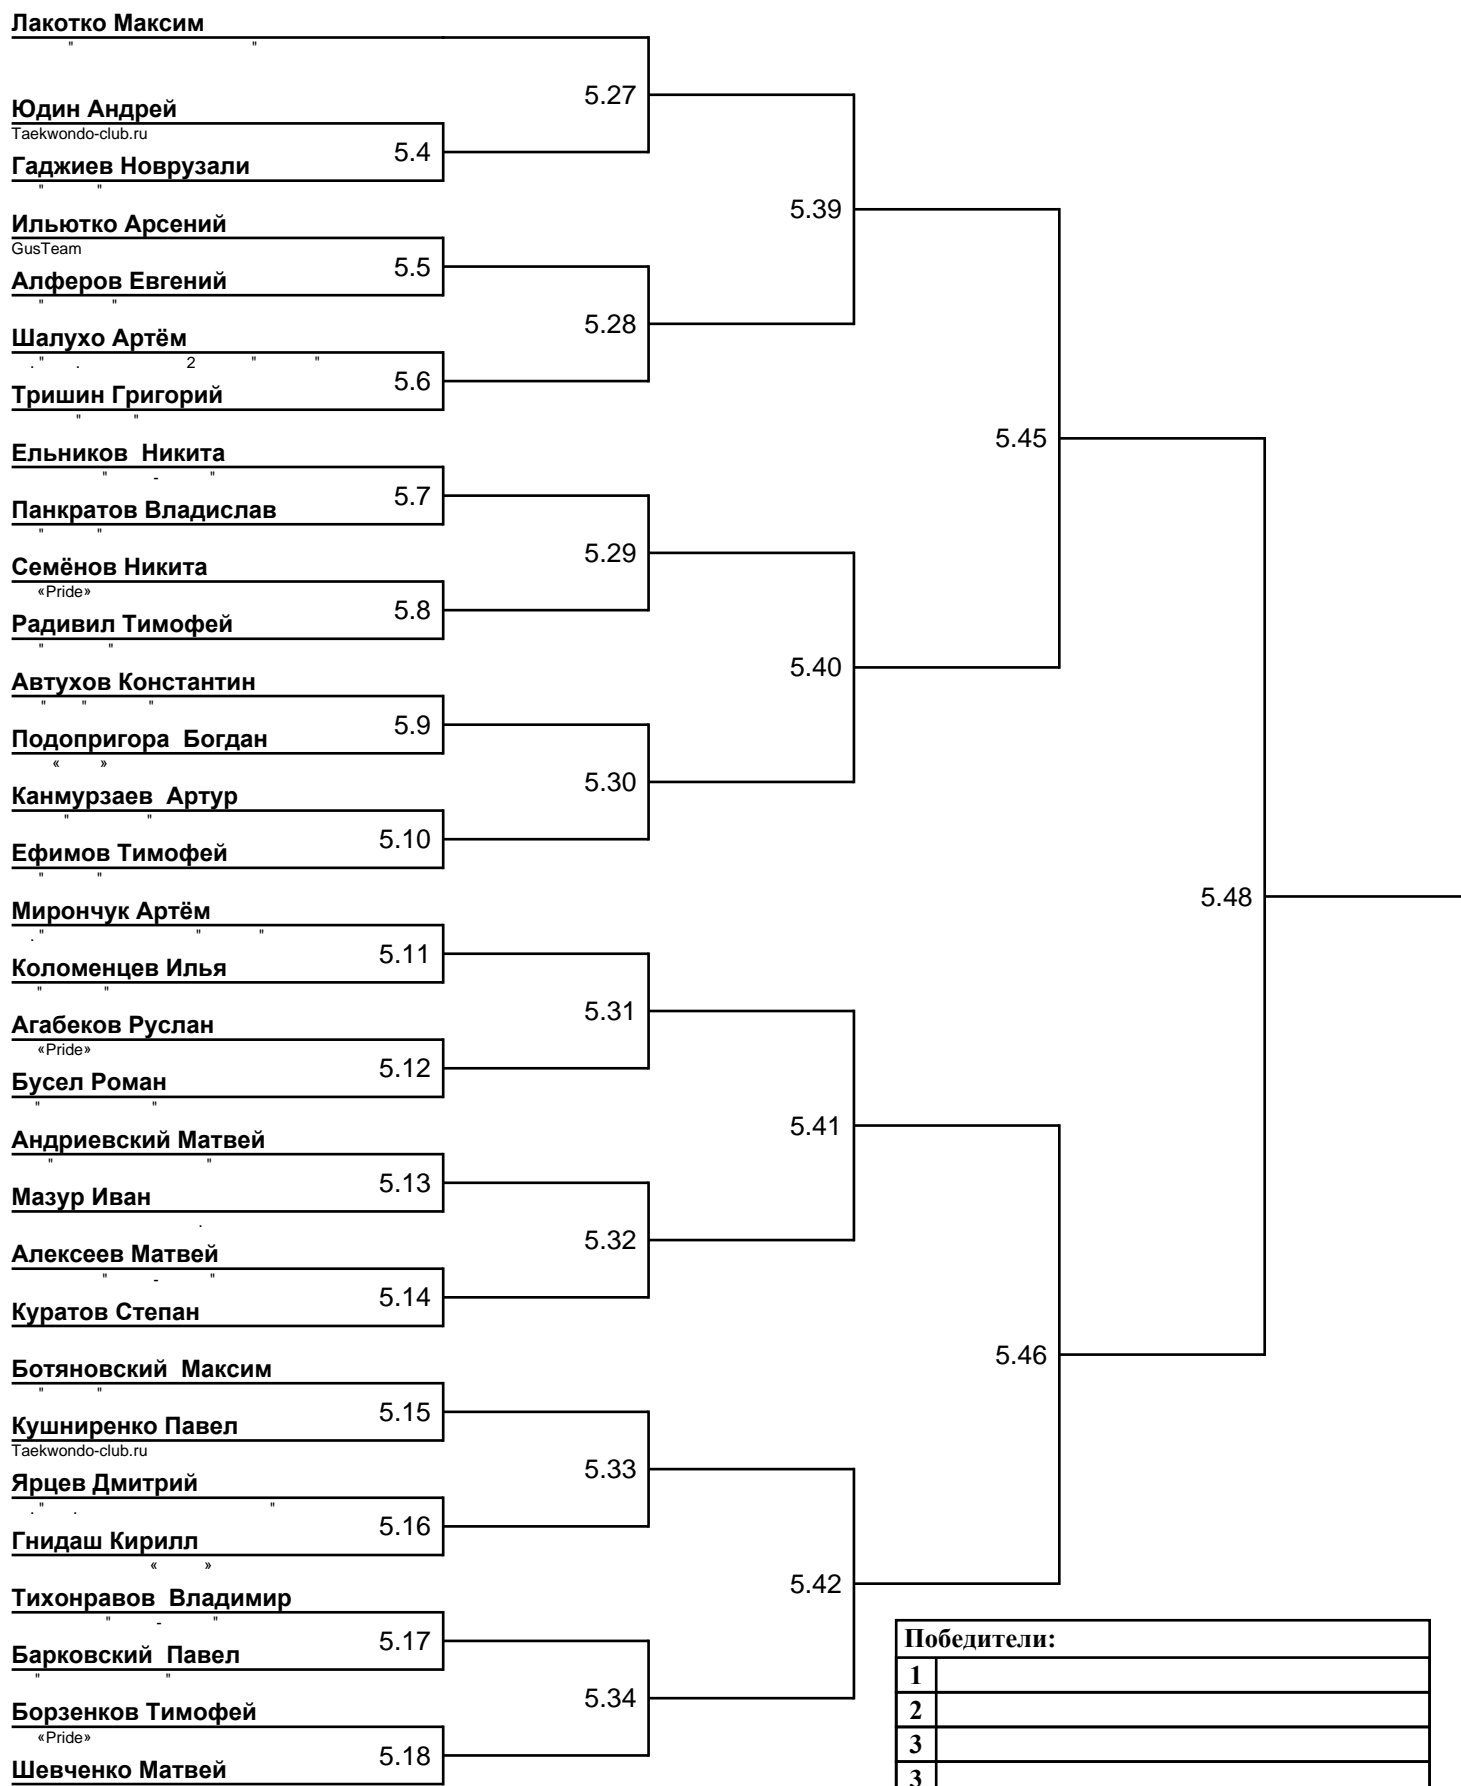 Лакотко Максим
" "
5.27
Юдин Андрей
Taekwondo-club.ru
5.4
Гаджиев Новрузали
" "
5.39
Ильютко Арсений
GusTeam
5.5
Алферов Евгений
" "
5.28
Шалухо Артём
." . 2 " "
5.6
Тришин Григорий
" "
5.45
Ельников Никита
" - "
5.7
Панкратов Владислав
" "
5.29
Семёнов Никита
«Pride»
5.8
Радивил Тимофей
" "
5.40
Автухов Константин
" " "
5.9
Подопригора Богдан
« »
5.30
Канмурзаев Артур
" "
5.10
Ефимов Тимофей
" "
5.48
Мирончук Артём
." " "
5.11
Коломенцев Илья
" "
5.31
Агабеков Руслан
«Pride»
5.12
Бусел Роман
" "
5.41
Андриевский Матвей
" "
5.13
Мазур Иван
.
5.32
Алексеев Матвей
" - "
5.14
Куратов Степан
5.46
Ботяновский Максим
" "
5.15
Кушниренко Павел
Taekwondo-club.ru
5.33
Ярцев Дмитрий
." . "
5.16
Гнидаш Кирилл
« »
5.42
Тихонравов Владимир
" - "
5.17
Барковский Павел
" "
5.34
Борзенков Тимофей
«Pride»
5.18
Шевченко Матвей
Победители:
1
2
3
3